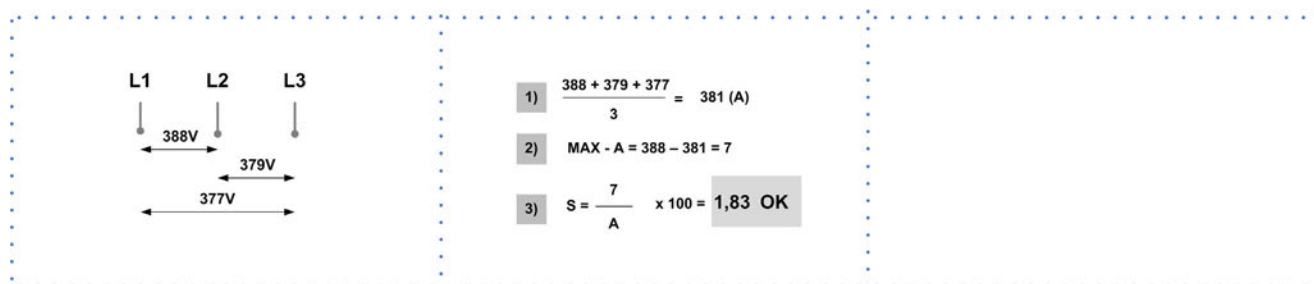 L1 L2 L3
388V
379V
377V
1) 388 + 379 + 377
3
= 381 (A)
2) MAX - A = 388 – 381 = 7
3) S = 7
A
x 100 = 1,83 OK